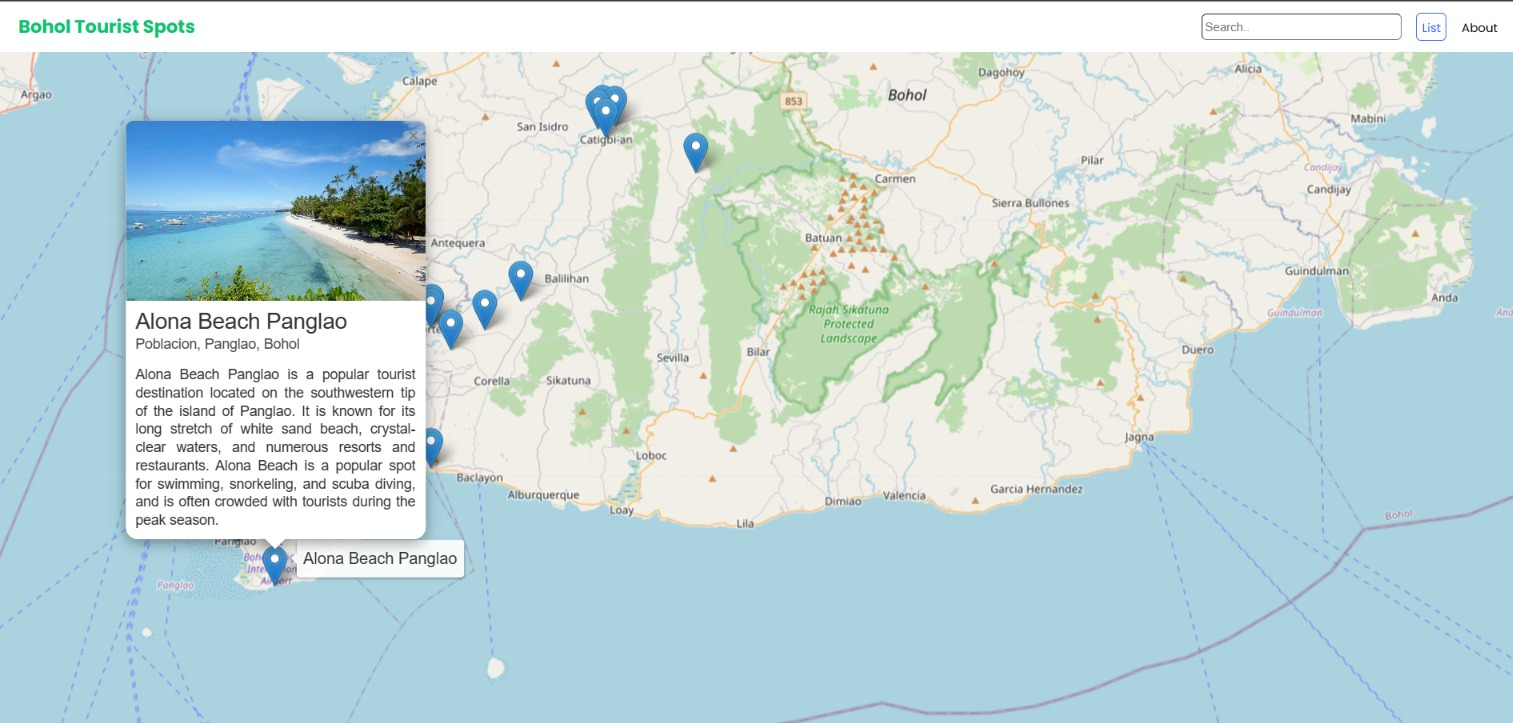 Bohol Tourist Spots
Search..
List
About
Argao
Calape
San Isidro
Catigbi-an
853
Bohol
Dagohoy
Alicia
Mabini
Pilar
Candijay
Candijay
Carmen
Sierra Bullones
Antequera
Batuan
Balilihan
Guindulman
Anda
Guindulman
Rajah Sikatuna
Protected
Landscape
Sevilla
Bilar
Duero
Corella
Sikatuna
Jagna
Loboc
Baclayon
Alburquerque
Loay
Lila
Dimiao
Valencia
Garcia Hernandez
Bohol
Alona Beach Panglao
Poblacion, Panglao, Bohol
Alona Beach Panglao is a popular tourist
destination located on the southwestern tip
of the island of Panglao. It is known for its
long stretch of white sand beach, crystal-
clear waters, and numerous resorts and
restaurants. Alona Beach is a popular spot
for swimming, snorkeling, and scuba diving,
and is often crowded with tourists during the
peak season.
Panglao
Alona Beach Panglao
Panglao